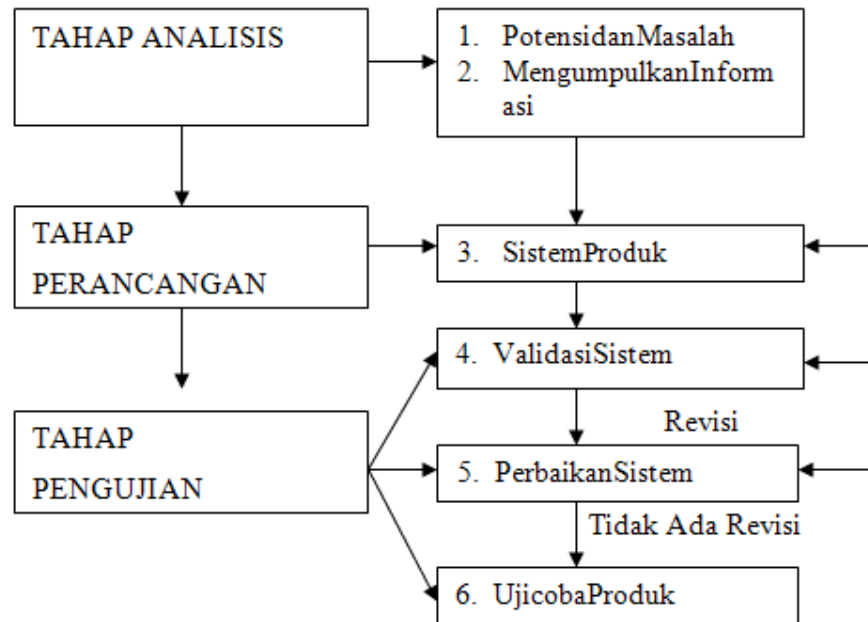 TAHAP ANALISIS
1. PotensidanMasalah
2. MengumpulkanInform
asi
TAHAP
PERANCANGAN
3. SistemProduk
4. ValidasiSistem
Revisi
TAHAP
PENGUJIAN
5. PerbaikanSistem
Tidak Ada Revisi
6. UjicobaProduk